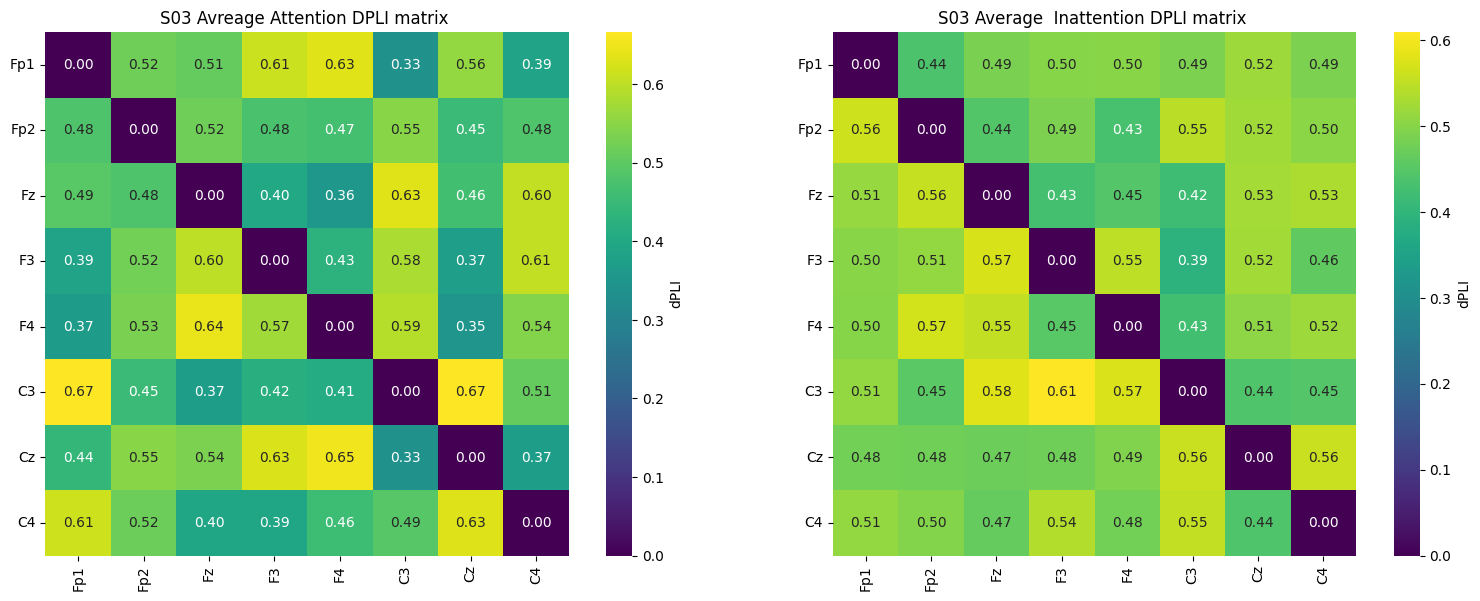 S03 Avreage Attention DPLI matrix
Fp1 0.00 0.52 0.51 0.61 0.63 0.33 0.56 0.39
Fp2 0.48 0.00 0.52 0.48 0.47 0.55 0.45 0.48
Fz 0.49 0.48 0.00 0.40 0.36 0.63 0.46 0.60
F3 0.39 0.52 0.60 0.00 0.43 0.58 0.37 0.61
F4 0.37 0.53 0.64 0.57 0.00 0.59 0.35 0.54
C3 0.67 0.45 0.37 0.42 0.41 0.00 0.67 0.51
Cz 0.44 0.55 0.54 0.63 0.65 0.33 0.00 0.37
C4 0.61 0.52 0.40 0.39 0.46 0.49 0.63 0.00
Fp1 Fp2 Fz F3 F4 C3 Cz C4
0.6
0.5
0.4
0.3
0.2
0.1
0.0
dPLI
S03 Average  Inattention DPLI matrix
Fp1 0.00 0.44 0.49 0.50 0.50 0.49 0.52 0.49
Fp2 0.56 0.00 0.44 0.49 0.43 0.55 0.52 0.50
Fz 0.51 0.56 0.00 0.43 0.45 0.42 0.53 0.53
F3 0.50 0.51 0.57 0.00 0.55 0.39 0.52 0.46
F4 0.50 0.57 0.55 0.45 0.00 0.43 0.51 0.52
C3 0.51 0.45 0.58 0.61 0.57 0.00 0.44 0.45
Cz 0.48 0.48 0.47 0.48 0.49 0.56 0.00 0.56
C4 0.51 0.50 0.47 0.54 0.48 0.55 0.44 0.00
Fp1 Fp2 Fz F3 F4 C3 Cz C4
0.6
0.5
0.4
0.3
0.2
0.1
0.0
dPLI